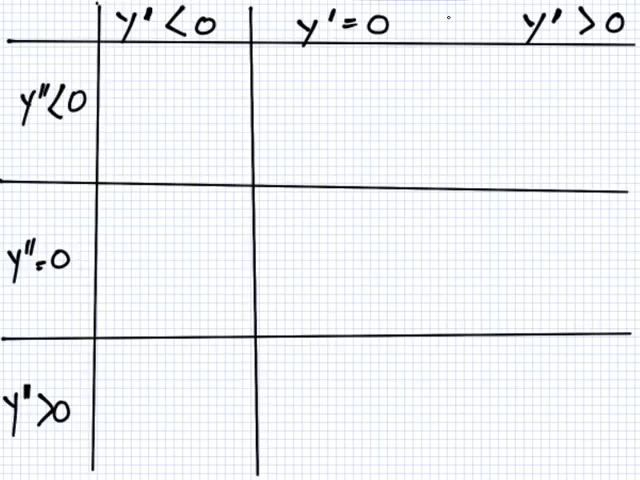 y' < 0 y' = 0 y' > 0
y'' < 0
y'' = 0
y'' > 0